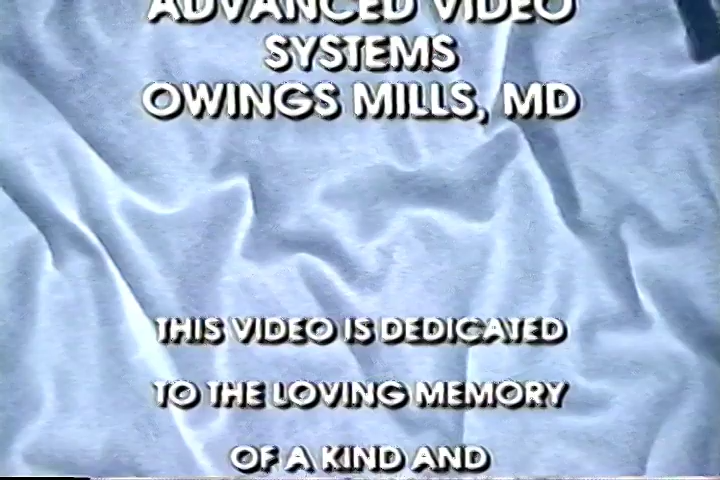 ADVANCED VIDEO
SYSTEMS
OWINGS MILLS, MD
THIS VIDEO IS DEDICATED
TO THE LOVING MEMORY
OF A KIND AND